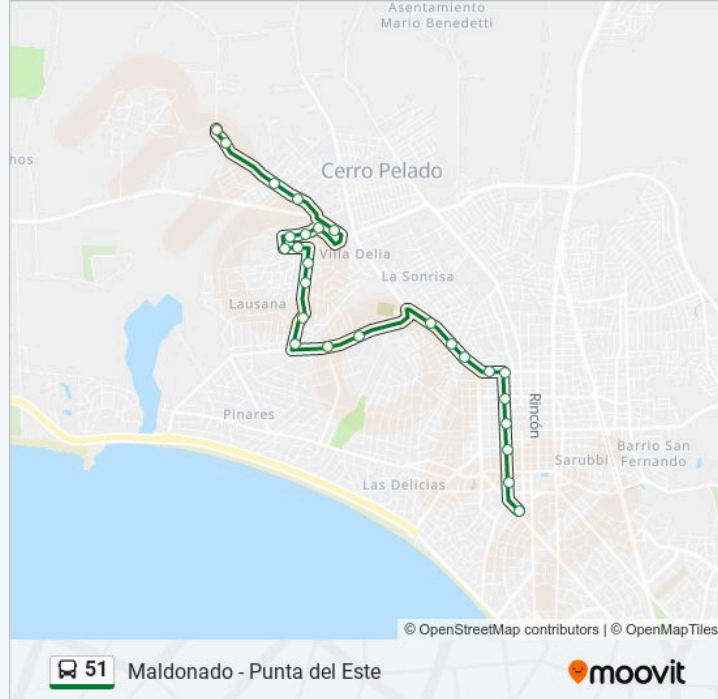 Asentamiento
Mario Benedetti
hos
Cerro Pelado
Villa Delia
La Sonrisa
Lausana
Rincón
Pinares
Barrio San
Fernando
Sarubbi
Las Delicias
© OpenStreetMap contributors | © OpenMapTiles
51 Maldonado - Punta del Este
moovit